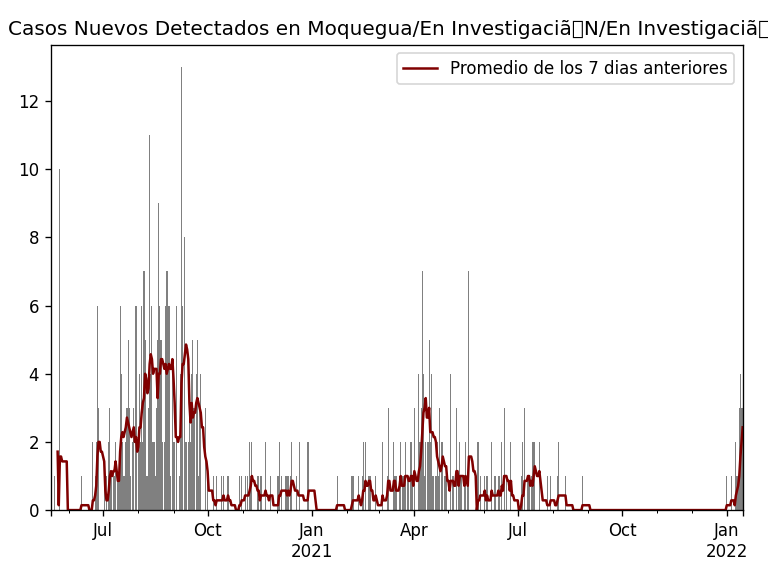 Casos Nuevos Detectados en Moquegua/En Investigaciã▯N/En Investigaciã▯
Promedio de los 7 dias anteriores
12
10
8
6
4
2
0
Jul Oct Jan Apr Jul Oct Jan
2021 2022